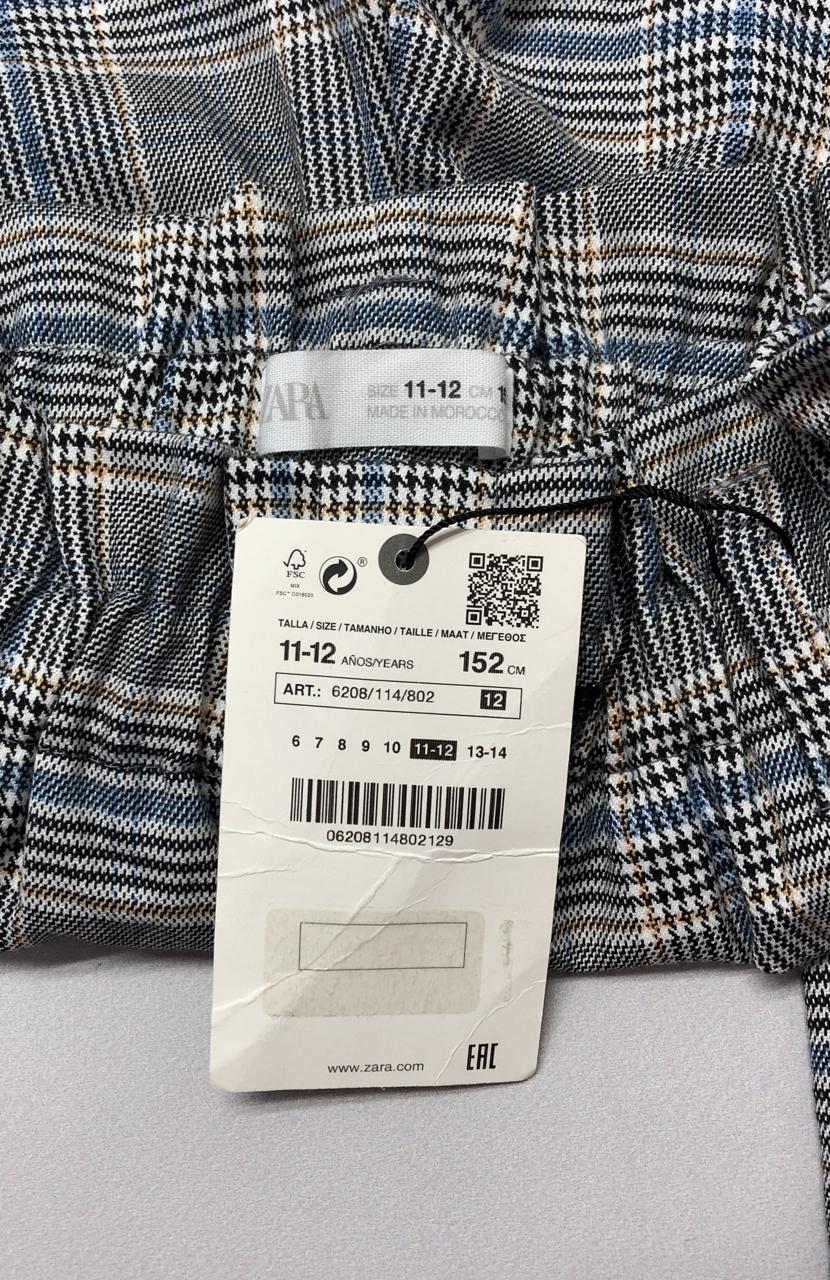 ZARA
SIZE 11-12 CM
MADE IN MOROCCO
FSC
MIX
FSC™ C018020
®
TALLA / SIZE / TAMANHO / TAILLE / MAAT / ΜΕΓΕΘΟΣ
11-12 AÑOS/YEARS 152 CM
ART.: 6208/114/802 12
6 7 8 9 10 11-12 13-14
06208114802129
www.zara.com
EAC